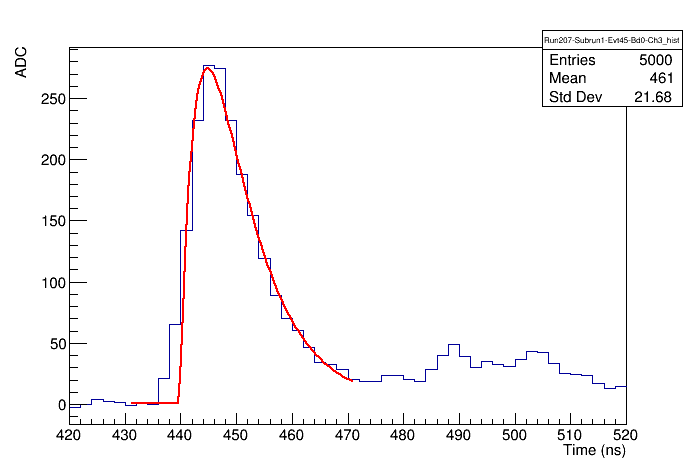 Run207-Subrun1-Evt45-Bd0-Ch3_hist
Entries 5000
Mean 461
Std Dev 21.68
ADC
250
200
150
100
50
0
420 430 440 450 460 470 480 490 500 510 520
Time (ns)